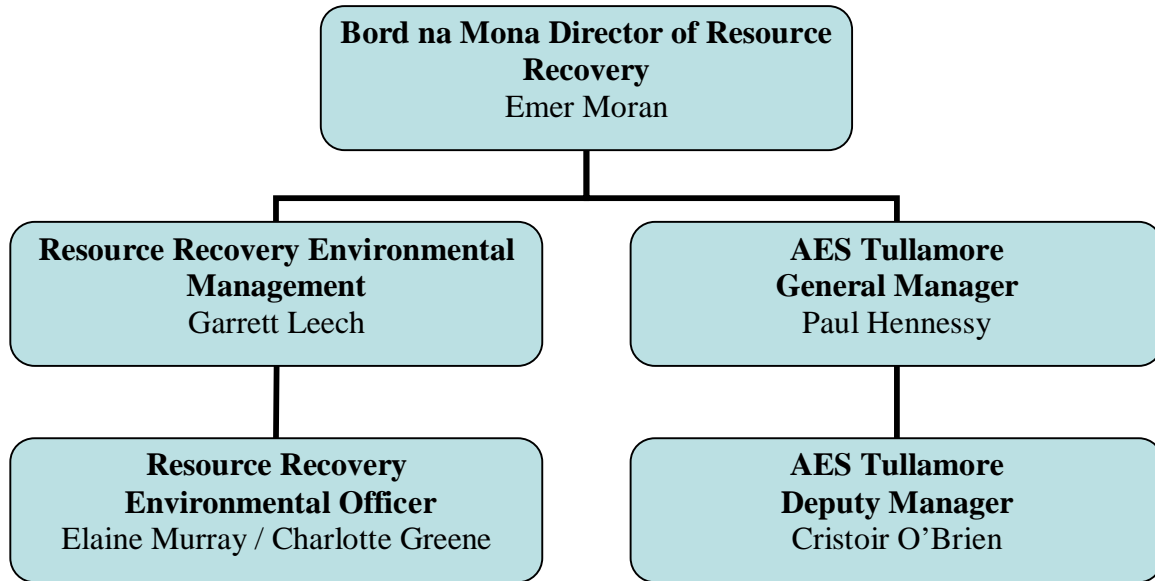 Bord na Mona Director of Resource
Recovery
Emer Moran
Resource Recovery Environmental
Management
Garrett Leech
AES Tullamore
General Manager
Paul Hennessy
Resource Recovery
Environmental Officer
Elaine Murray / Charlotte Greene
AES Tullamore
Deputy Manager
Cristoir O’Brien